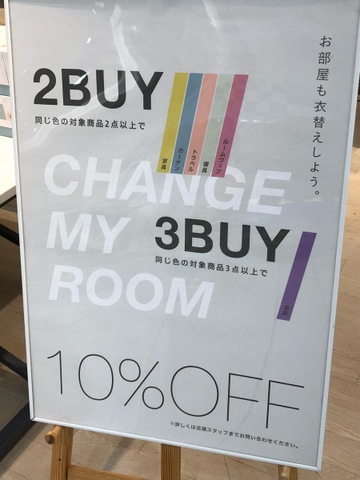 お部屋も衣替えしよう。
2BUY
同じ色の対象商品2点以上で
家具
カーテン
トラベル
寝具
ルームウェア
CHANGE
MY
ROOM
3BUY
同じ色の対象商品3点以上で
10%OFF
※詳しくは店頭スタッフまでお問い合わせください。